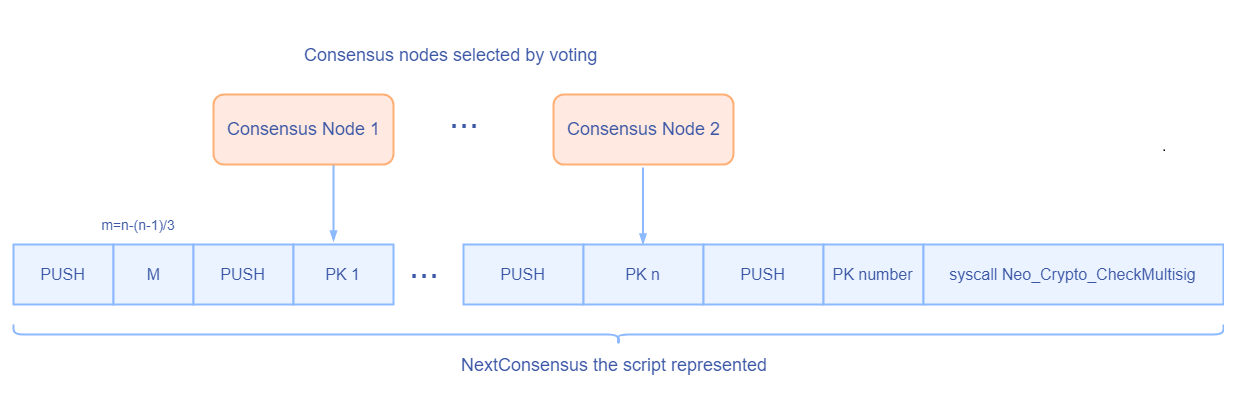 Consensus nodes selected by voting
Consensus Node 1 ... Consensus Node 2
m=n-(n-1)/3
PUSH M PUSH PK 1 ... PUSH PK n PUSH PK number syscall Neo_Crypto_CheckMultisig
NextConsensus the script represented